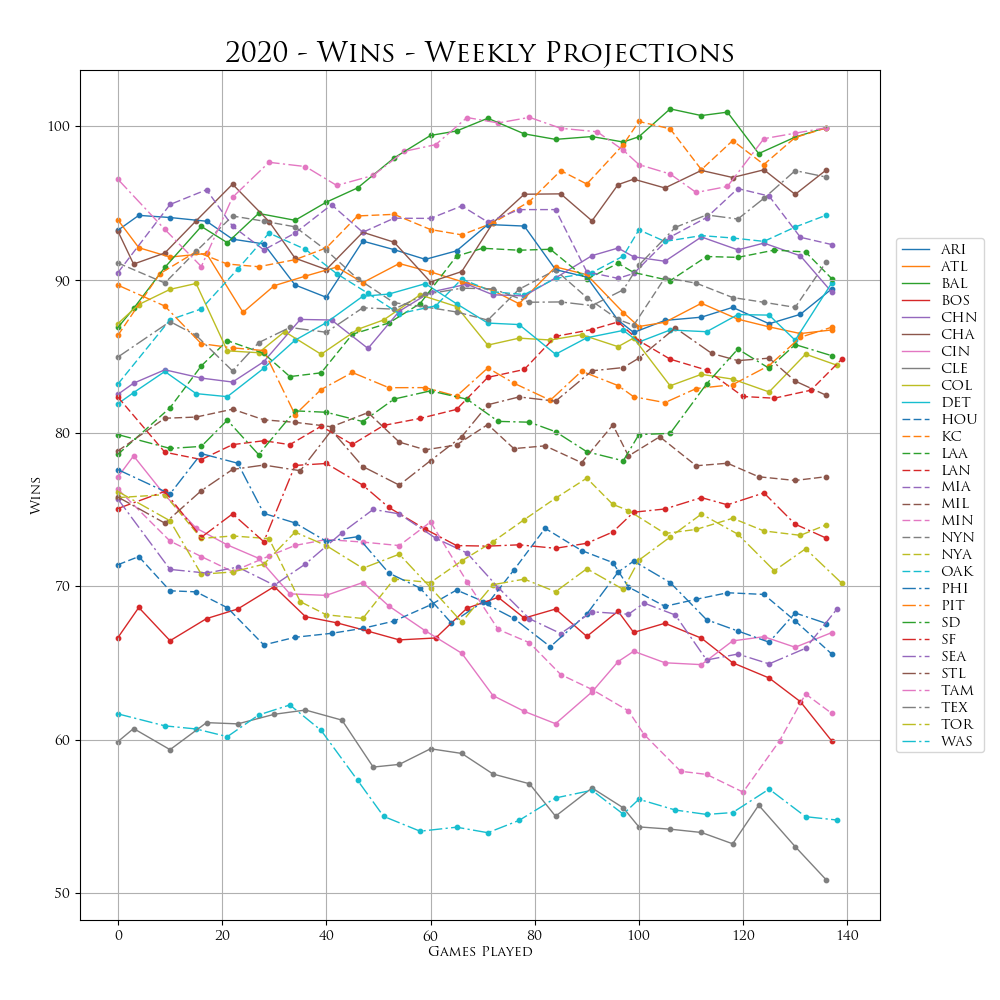 2020 - Wins - Weekly Projections
100
90
80
70
60
50
Wins
0 20 40 60 80 100 120 140
Games Played
ARI
ATL
BAL
BOS
CHN
CHA
CIN
CLE
COL
DET
HOU
KC
LAA
LAN
MIA
MIL
MIN
NYN
NYA
OAK
PHI
PIT
SD
SF
SEA
STL
TAM
TEX
TOR
WAS